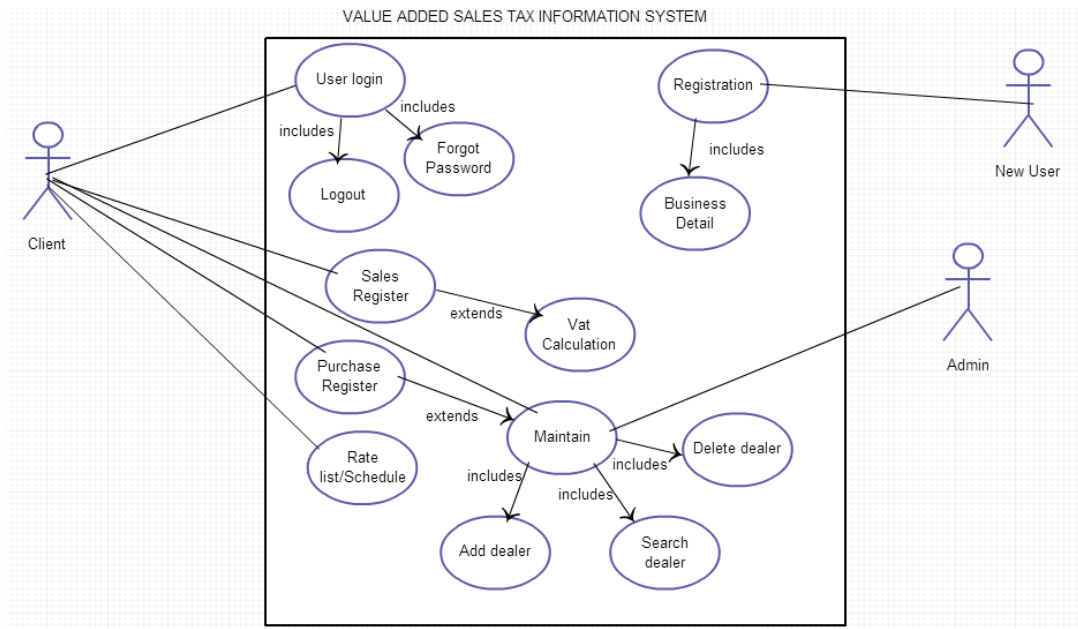 VALUE ADDED SALES TAX INFORMATION SYSTEM
User login
includes
includes
Forgot
Password
Logout
Registration
includes
Business
Detail
New User
Client
Sales
Register
extends
Vat
Calculation
Admin
Purchase
Register
extends
Maintain
Delete dealer
includes
Rate
list/Schedule
includes
includes
Add dealer
Search
dealer